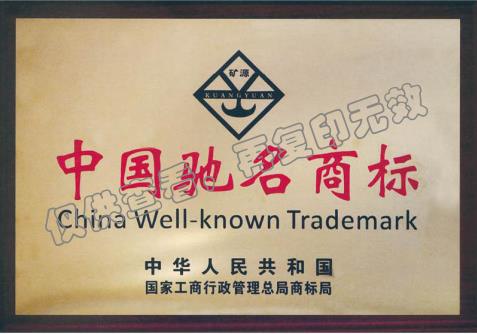 矿源
KUANGYUAN
中国驰名商标
China Well-known Trademark
中华人民共和国
国家工商行政管理总局商标局
仅供查看。再复印无效